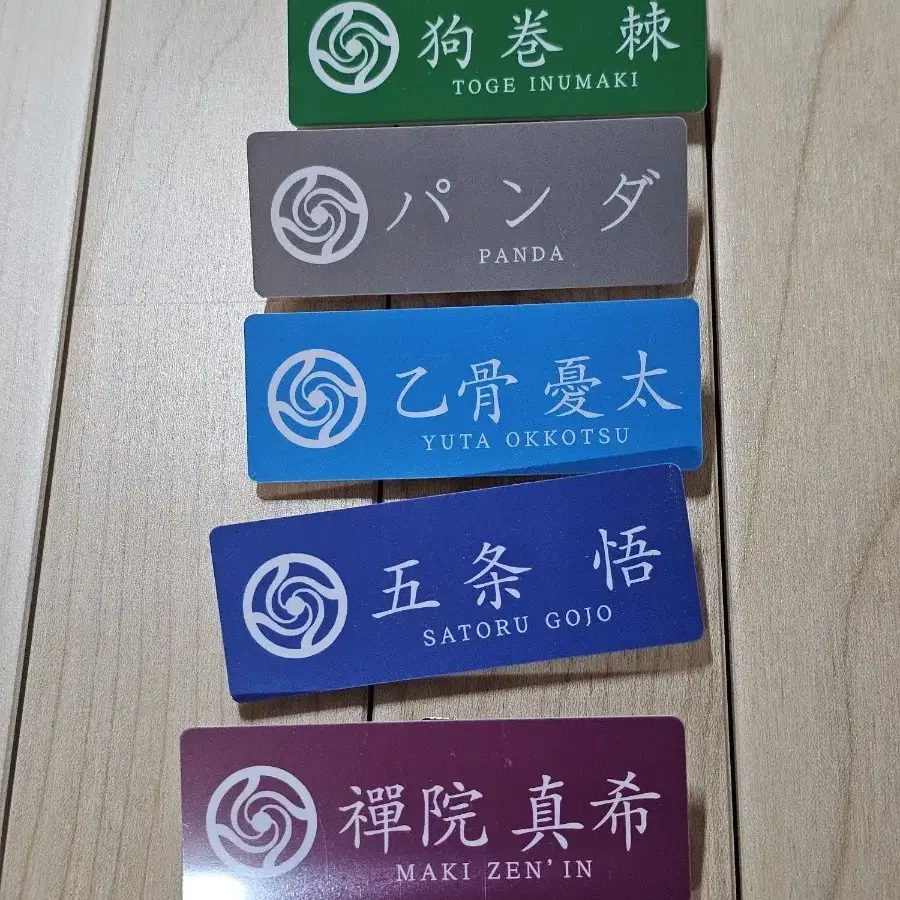 狗巻 棘
TOGE INUMAKI
パンダ
PANDA
乙骨 憂太
YUTA OKKOTSU
五条 悟
SATORU GOJO
禪院 真希
MAKI ZEN'IN